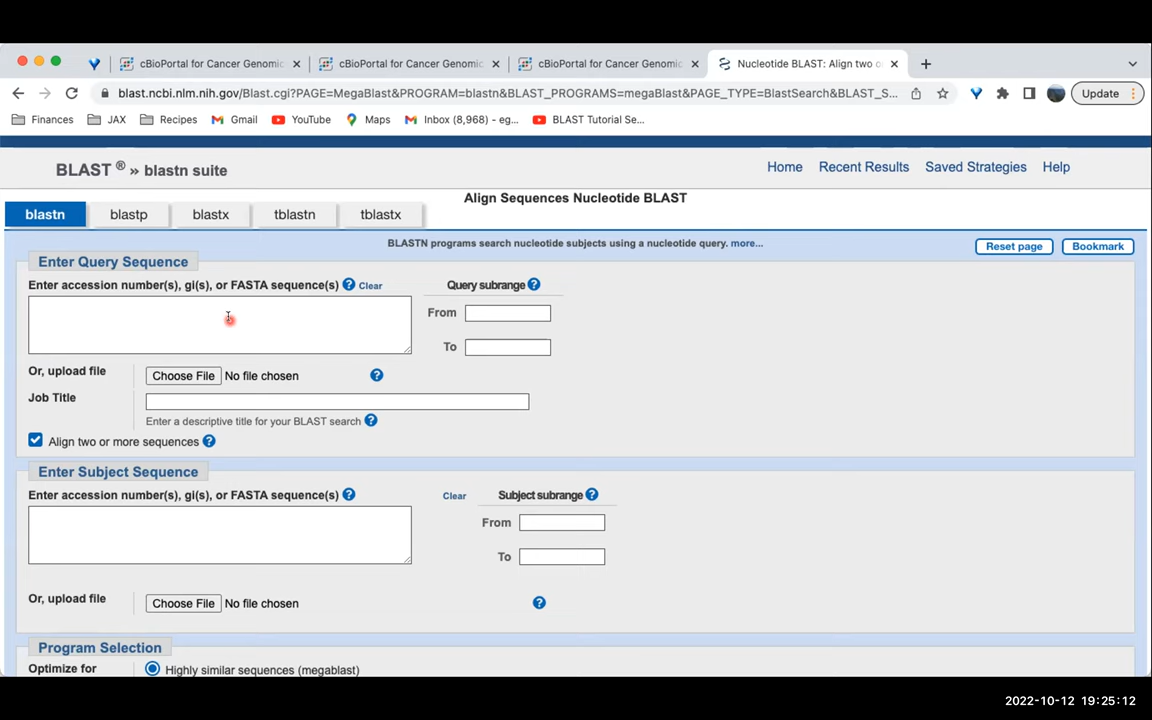 cBioPortal for Cancer Genomic
cBioPortal for Cancer Genomic
cBioPortal for Cancer Genomic
Nucleotide BLAST: Align two o
blast.ncbi.nlm.nih.gov/Blast.cgi?PAGE=MegaBlast&PROGRAM=blastn&BLAST_PROGRAMS=megaBlast&PAGE_TYPE=BlastSearch&BLAST_S...
Update
Finances JAX Recipes Gmail YouTube Maps Inbox (8,968) - eg... BLAST Tutorial Se...
BLAST ® » blastn suite
Home Recent Results Saved Strategies Help
Align Sequences Nucleotide BLAST
blastn blastp blastx tblastn tblastx
BLASTN programs search nucleotide subjects using a nucleotide query. more...
Reset page Bookmark
Enter Query Sequence
Enter accession number(s), gi(s), or FASTA sequence(s) ? Clear Query subrange ?
From
To
Or, upload file Choose File No file chosen ?
Job Title
Enter a descriptive title for your BLAST search ?
Align two or more sequences ?
Enter Subject Sequence
Enter accession number(s), gi(s), or FASTA sequence(s) ? Clear Subject subrange ?
From
To
Or, upload file Choose File No file chosen ?
Program Selection
Optimize for Highly similar sequences (megablast)
2022-10-12 19:25:12